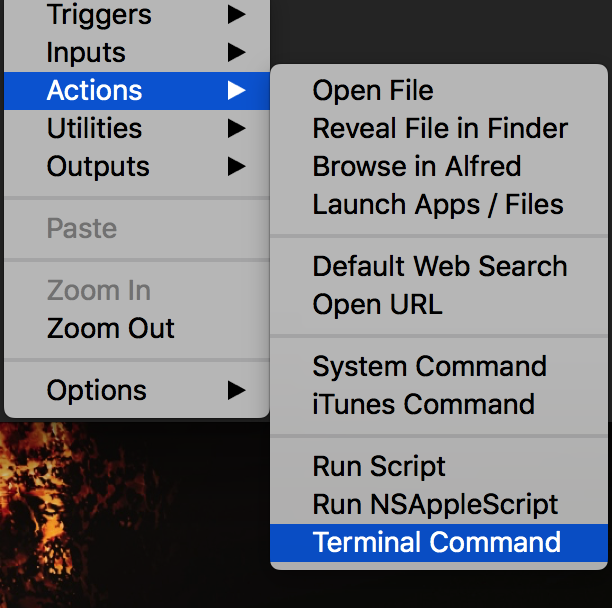 Triggers
Inputs
Actions
Utilities
Outputs
Paste
Zoom In
Zoom Out
Options
Open File
Reveal File in Finder
Browse in Alfred
Launch Apps / Files
Default Web Search
Open URL
System Command
iTunes Command
Run Script
Run NSAppleScript
Terminal Command